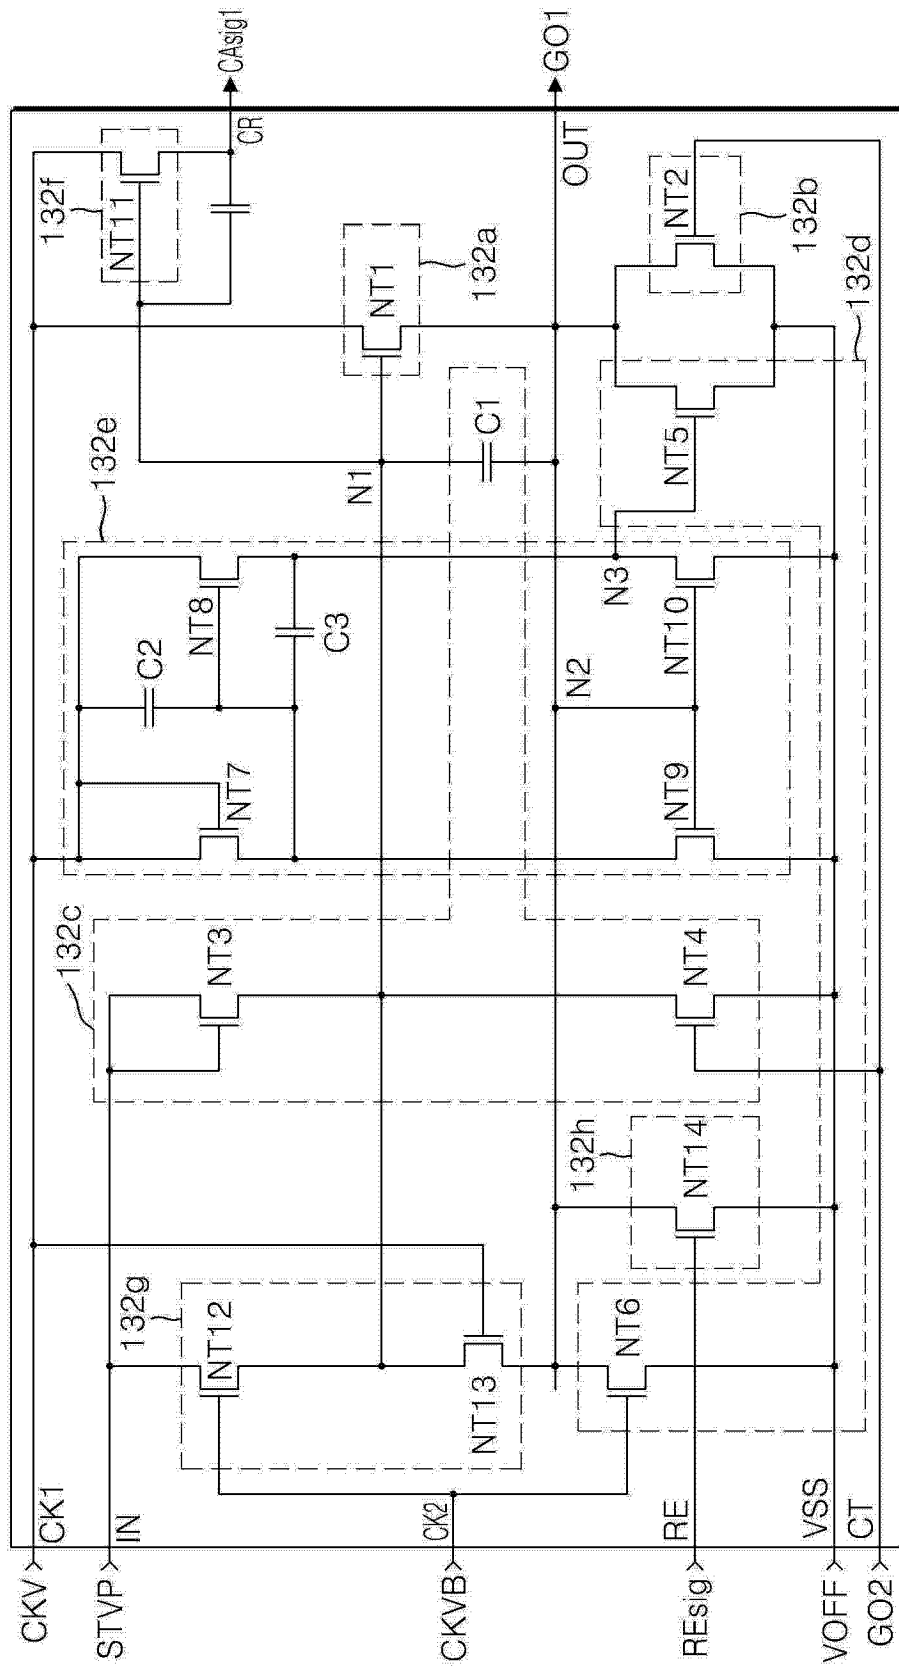 CKV
CK1
STVP
IN
CKVB
CK2
REsig
RE
VOFF
VSS
GO2
CT
132g
NT12
NT13
NT6
132h
NT14
132c
NT3
NT4
132e
NT7
C2
NT8
C3
NT9
N2
NT10
N3
N1
C1
NT5
132a
NT1
132f
NT11
CR
CAsig1
OUT
GO1
NT2
132b
132d